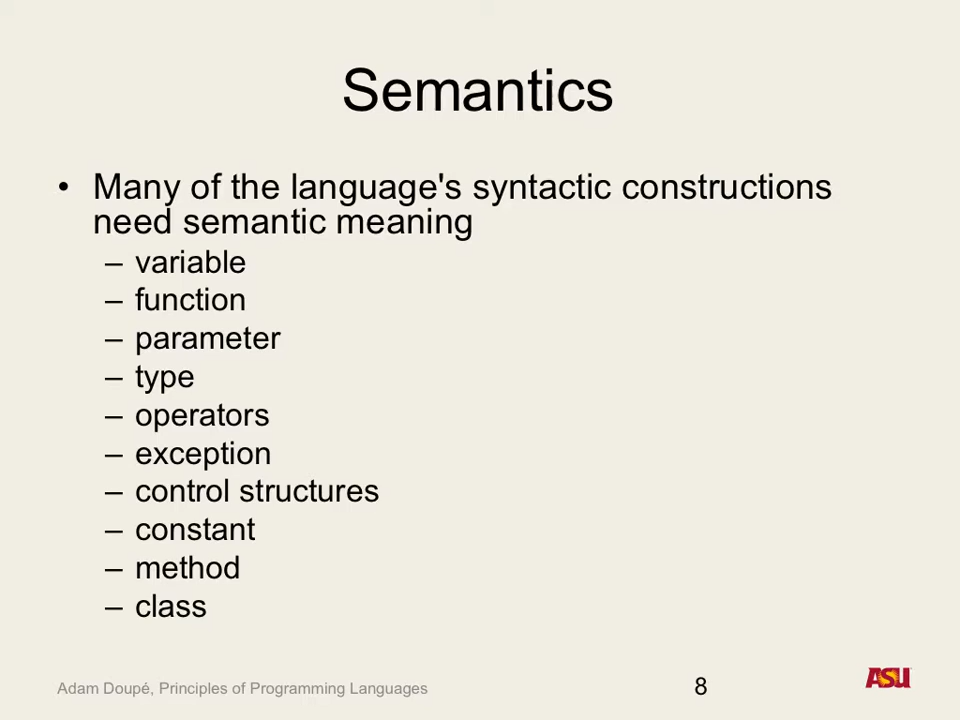 Semantics
• Many of the language's syntactic constructions
need semantic meaning
– variable
– function
– parameter
– type
– operators
– exception
– control structures
– constant
– method
– class
Adam Doupé, Principles of Programming Languages
8
ASU